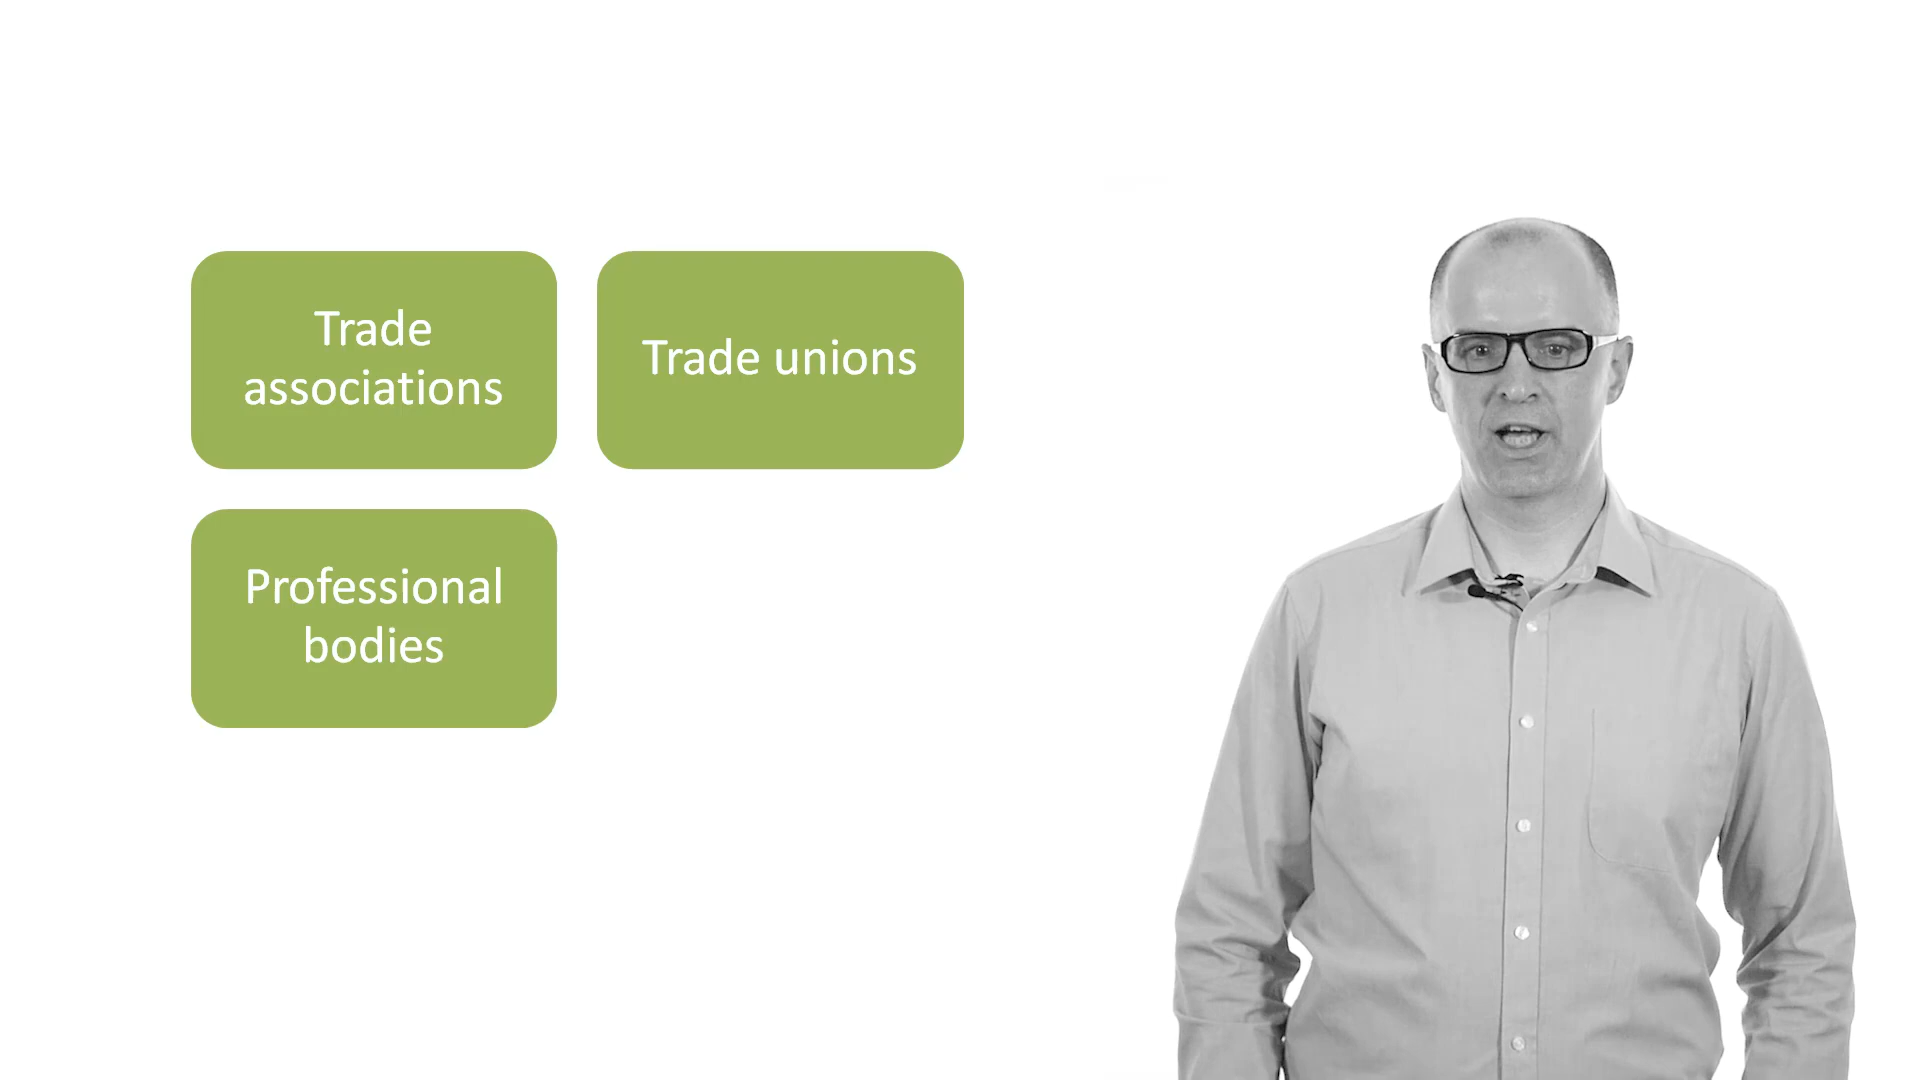 Trade
associations
Trade unions
Professional
bodies